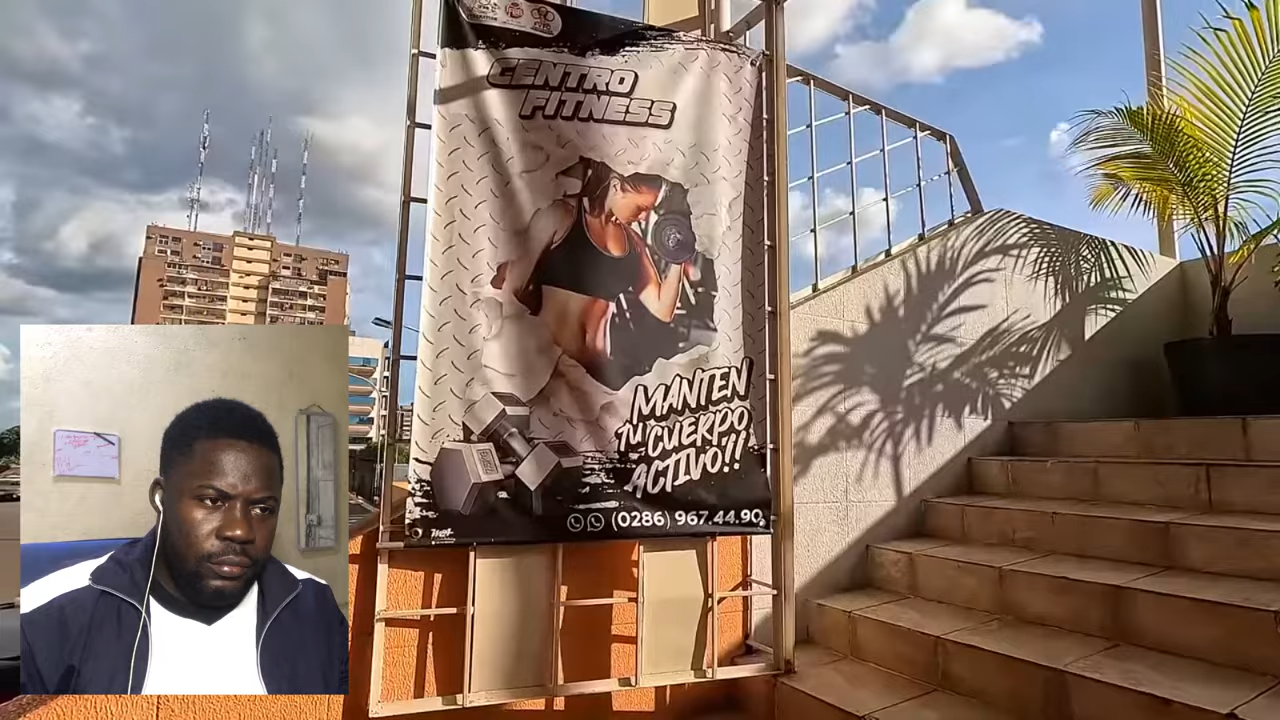 CENTRO
FITNESS
MANTEN
TU CUERPO
ACTIVO!!
(0286) 967.44.90